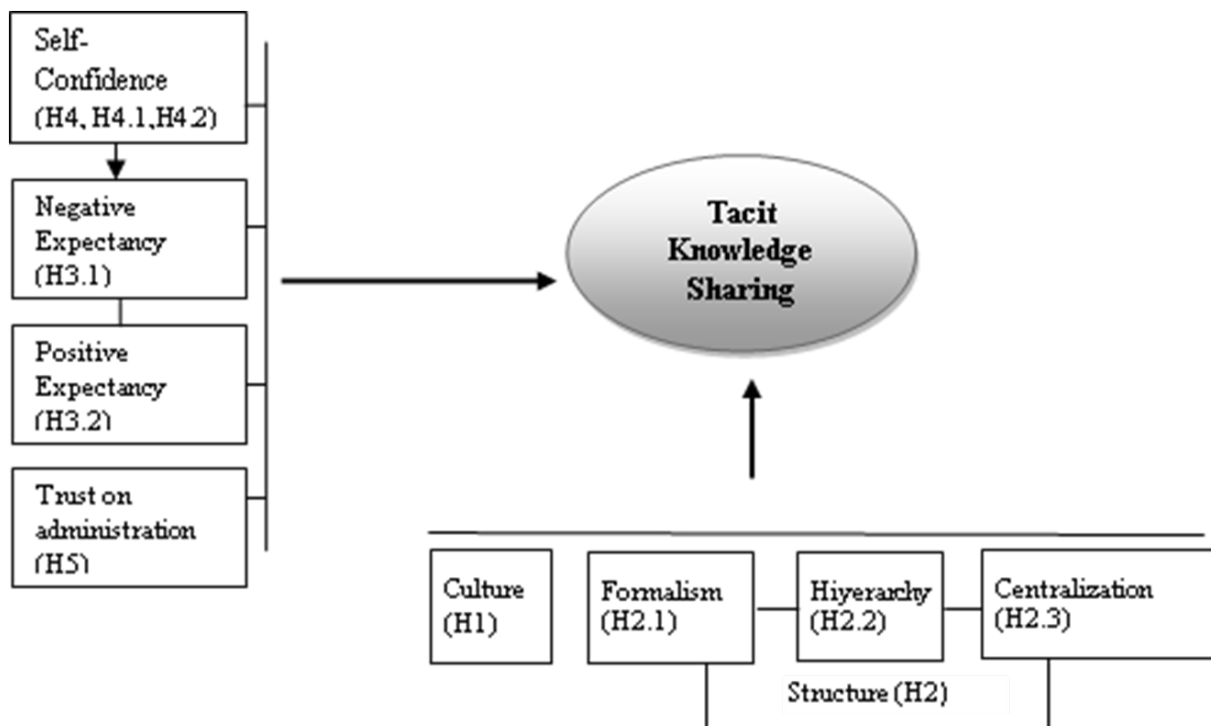 Self-
Confidence
(H4, H4.1,H4.2)
Negative
Expectancy
(H3.1)
Positive
Expectancy
(H3.2)
Trust on
administration
(H5)
Tacit
Knowledge
Sharing
Culture
(H1)
Formalism
(H2.1)
Hiyerarchy
(H2.2)
Centralization
(H2.3)
Structure (H2)